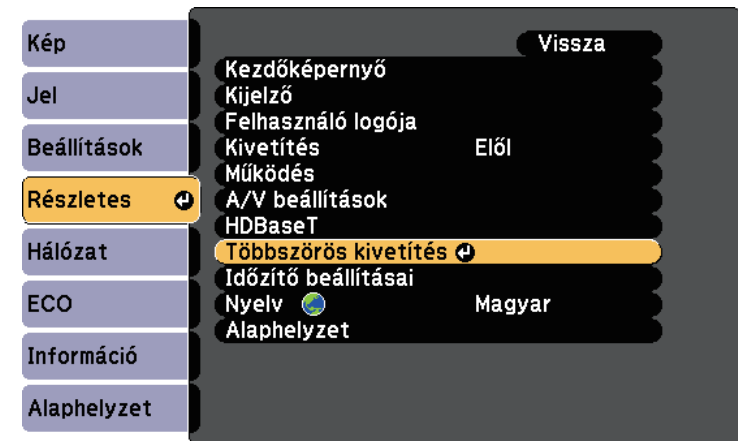 Kép
Jel
Beállítások
Részletes
Hálózat
ECO
Információ
Alaphelyzet
Vissza
Kezdőképernyő
Kijelző
Felhasználó logója
Kivetítés Elől
Működés
A/V beállítások
HDBaseT
Többszörös kivetítés
Időzítő beállításai
Nyelv Magyar
Alaphelyzet